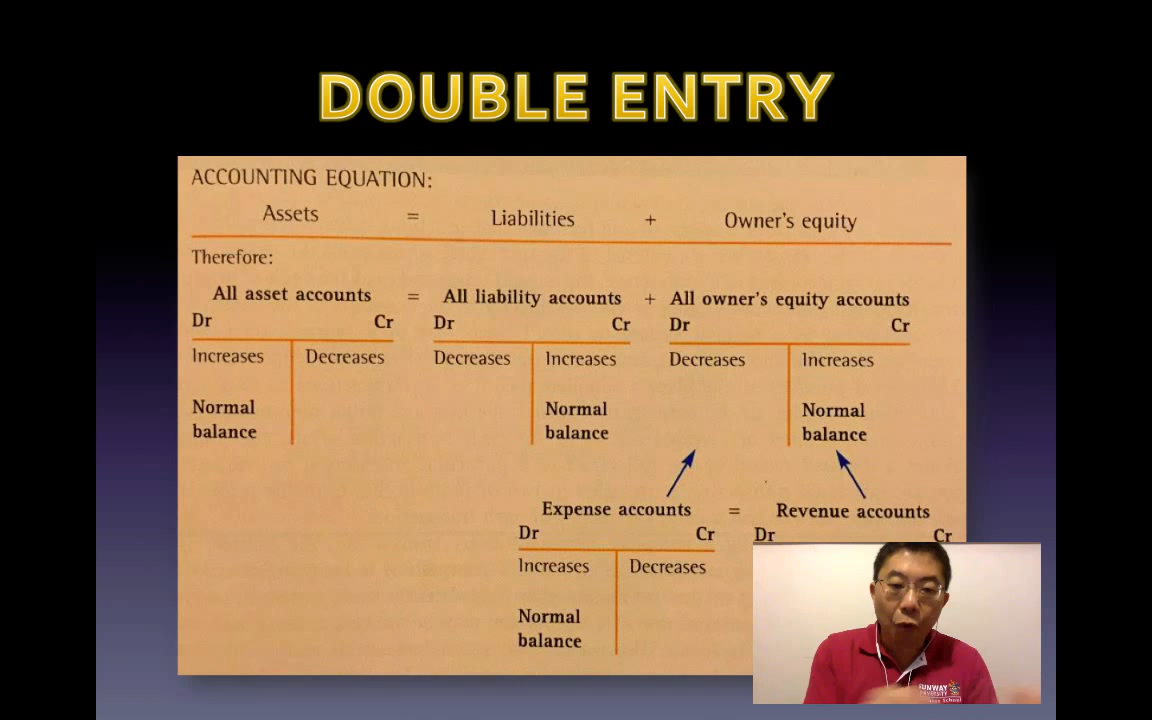 DOUBLE ENTRY
ACCOUNTING EQUATION:
Assets = Liabilities + Owner's equity
Therefore:
All asset accounts = All liability accounts + All owner's equity accounts
Dr Cr Dr Cr Dr Cr
Increases Decreases Decreases Increases Decreases Increases
Normal Normal Normal
balance balance balance
Expense accounts = Revenue accounts
Dr Cr Dr Cr
Increases Decreases
Normal
balance
SUNWAY
UNIVERSITY
School